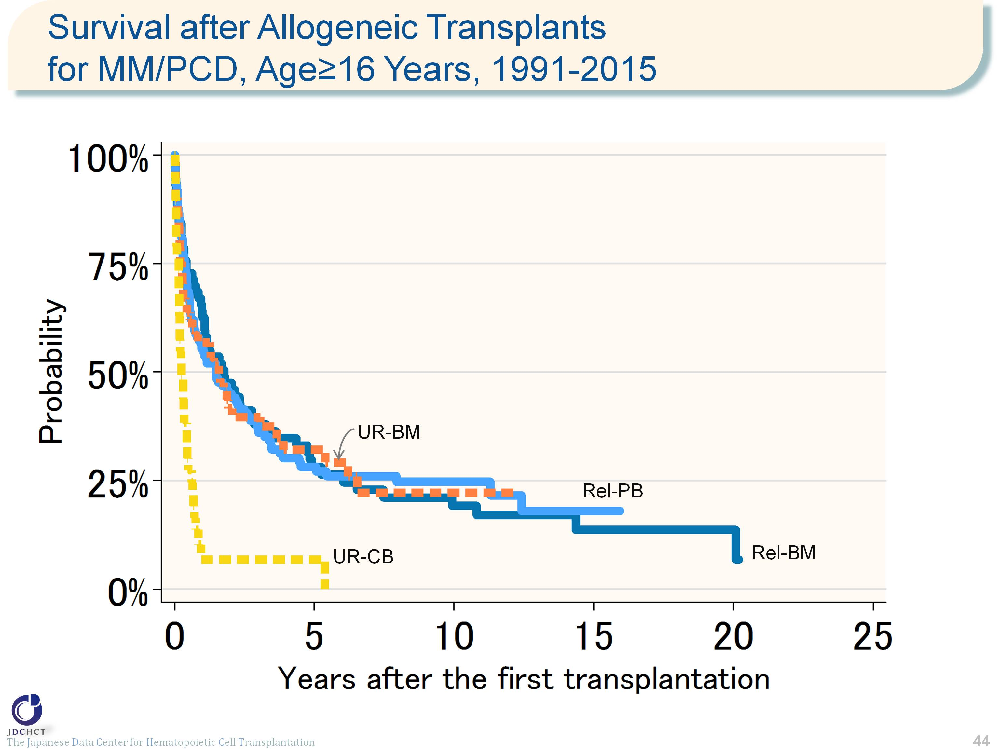 Survival after Allogeneic Transplants
for MM/PCD, Age≥16 Years, 1991-2015
100%
75%
50%
25%
0%
Probability
UR-BM
Rel-PB
UR-CB
Rel-BM
0 5 10 15 20 25
Years after the first transplantation
JDCHCT
The Japanese Data Center for Hematopoietic Cell Transplantation
44